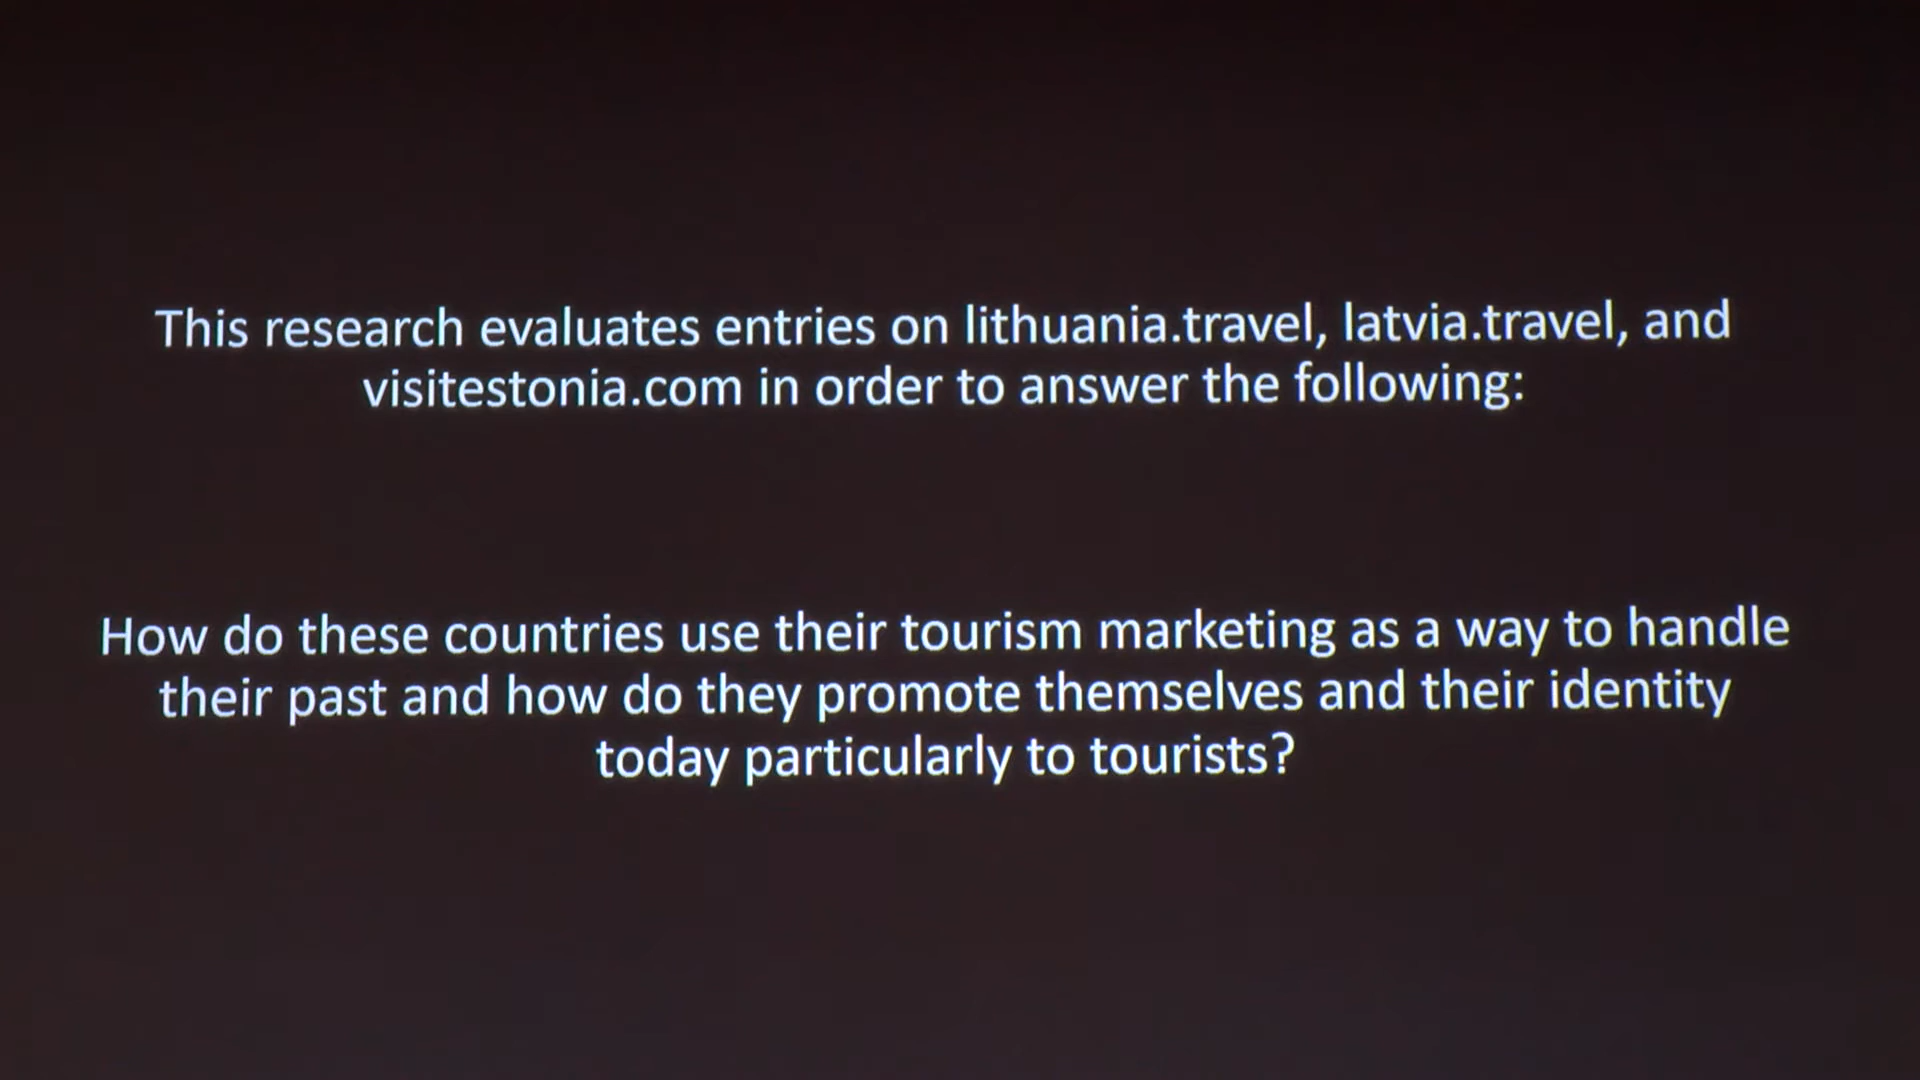 This research evaluates entries on lithuania.travel, latvia.travel, and
visitestonia.com in order to answer the following:
How do these countries use their tourism marketing as a way to handle
their past and how do they promote themselves and their identity
today particularly to tourists?